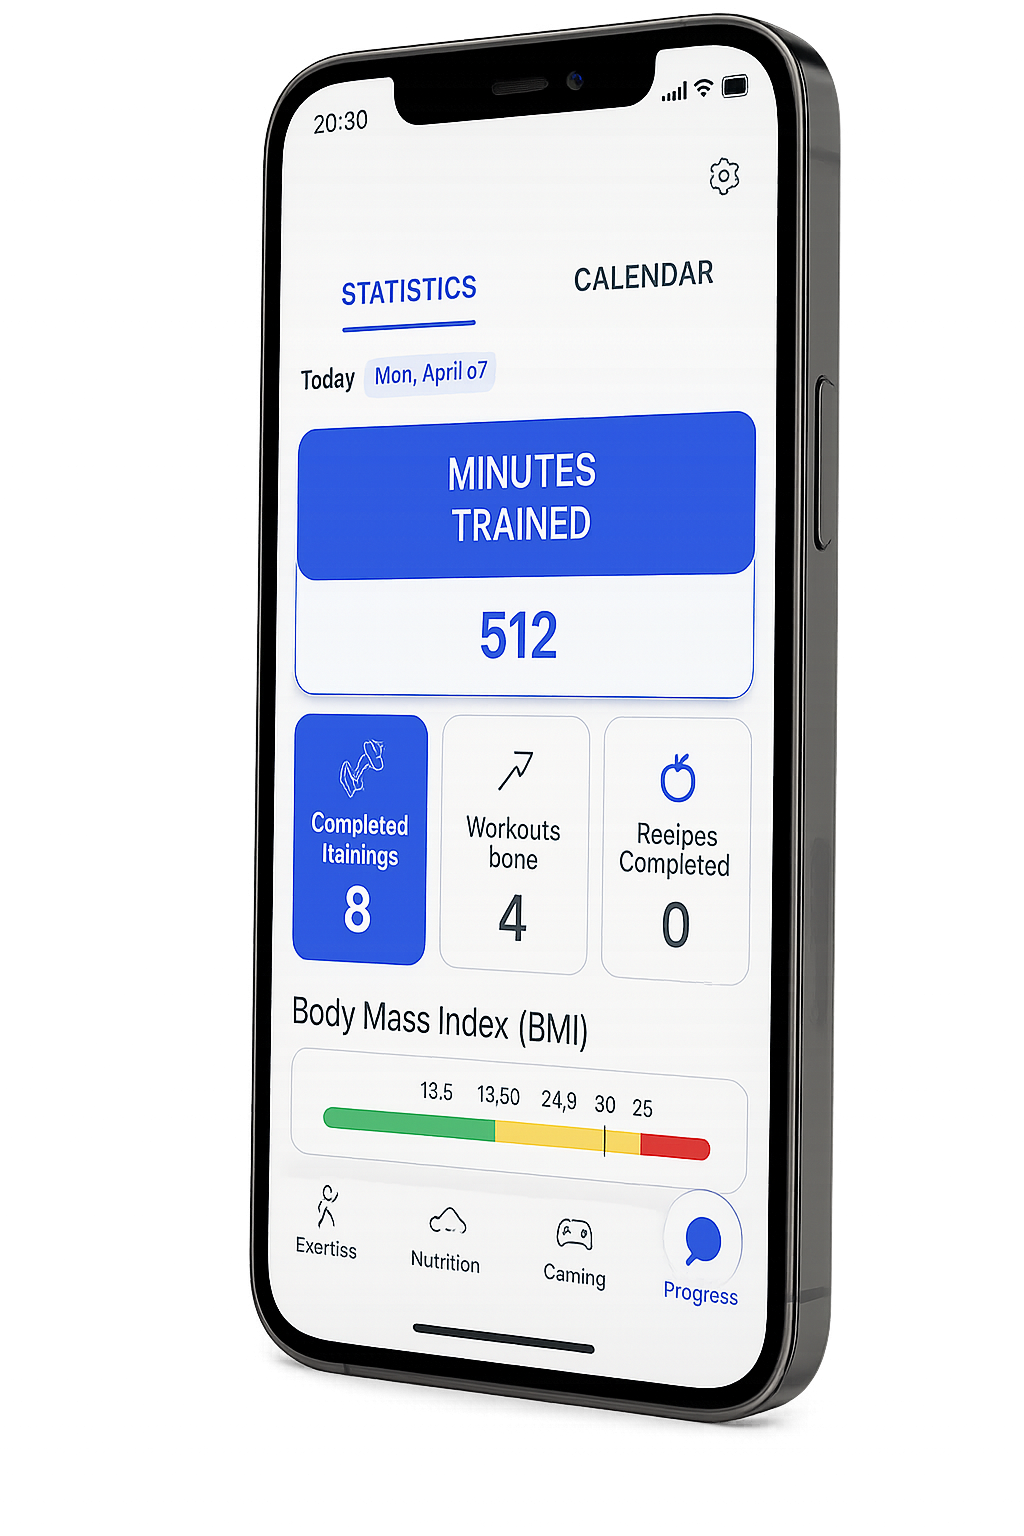 20:30
STATISTICS
CALENDAR
Today Mon, April o7
MINUTES
TRAINED
512
Completed
Itainings
8
Workouts
bone
4
Reeipes
Completed
0
Body Mass Index (BMI)
13.5 13,50 24,9 30 25
Exertiss
Nutrition
Caming
Progress